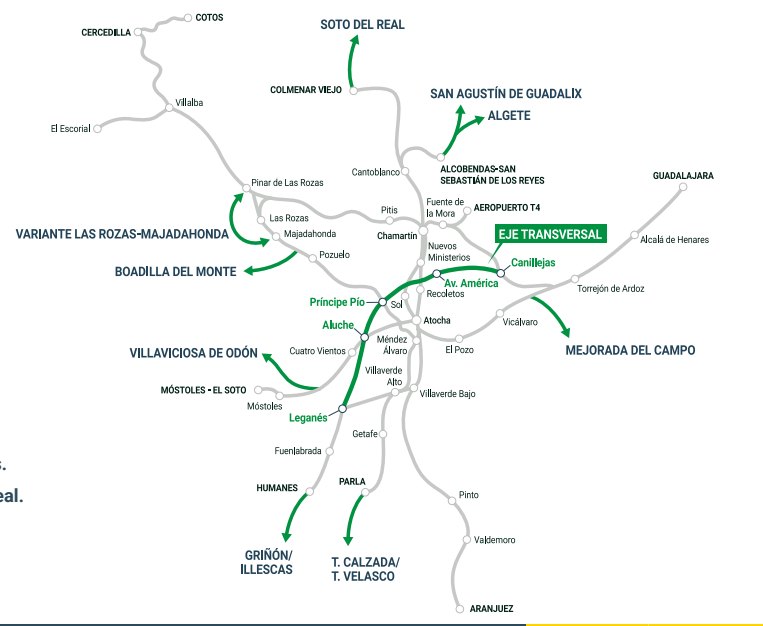 COTOS
CERCEDILLA
SOTO DEL REAL
COLMENAR VIEJO
SAN AGUSTÍN DE GUADALIX
Villalba
ALGETE
El Escorial
Cantoblanco
ALCOBENDAS-SAN
SEBASTIÁN DE LOS REYES
GUADALAJARA
Pinar de Las Rozas
Fuente de
la Mora
AEROPUERTO T4
Pitis
Las Rozas
VARIANTE LAS ROZAS-MAJADAHONDA
Majadahonda
Chamartín
EJE TRANSVERSAL
Alcalá de Henares
Nuevos
Ministerios
Pozuelo
Canillejas
BOADILLA DEL MONTE
Av. América
Torrejón de Ardoz
Recoletos
Príncipe Pío
Sol
Atocha
Vicálvaro
Aluche
Méndez
Álvaro
El Pozo
MEJORADA DEL CAMPO
VILLAVICIOSA DE ODÓN
Cuatro Vientos
Villaverde
Alto
MÓSTOLES - EL SOTO
Villaverde Bajo
Móstoles
Leganés
Getafe
Fuenlabrada
s.
HUMANES
PARLA
eal.
Pinto
Valdemoro
GRIÑÓN/
ILLESCAS
T. CALZADA/
T. VELASCO
ARANJUEZ